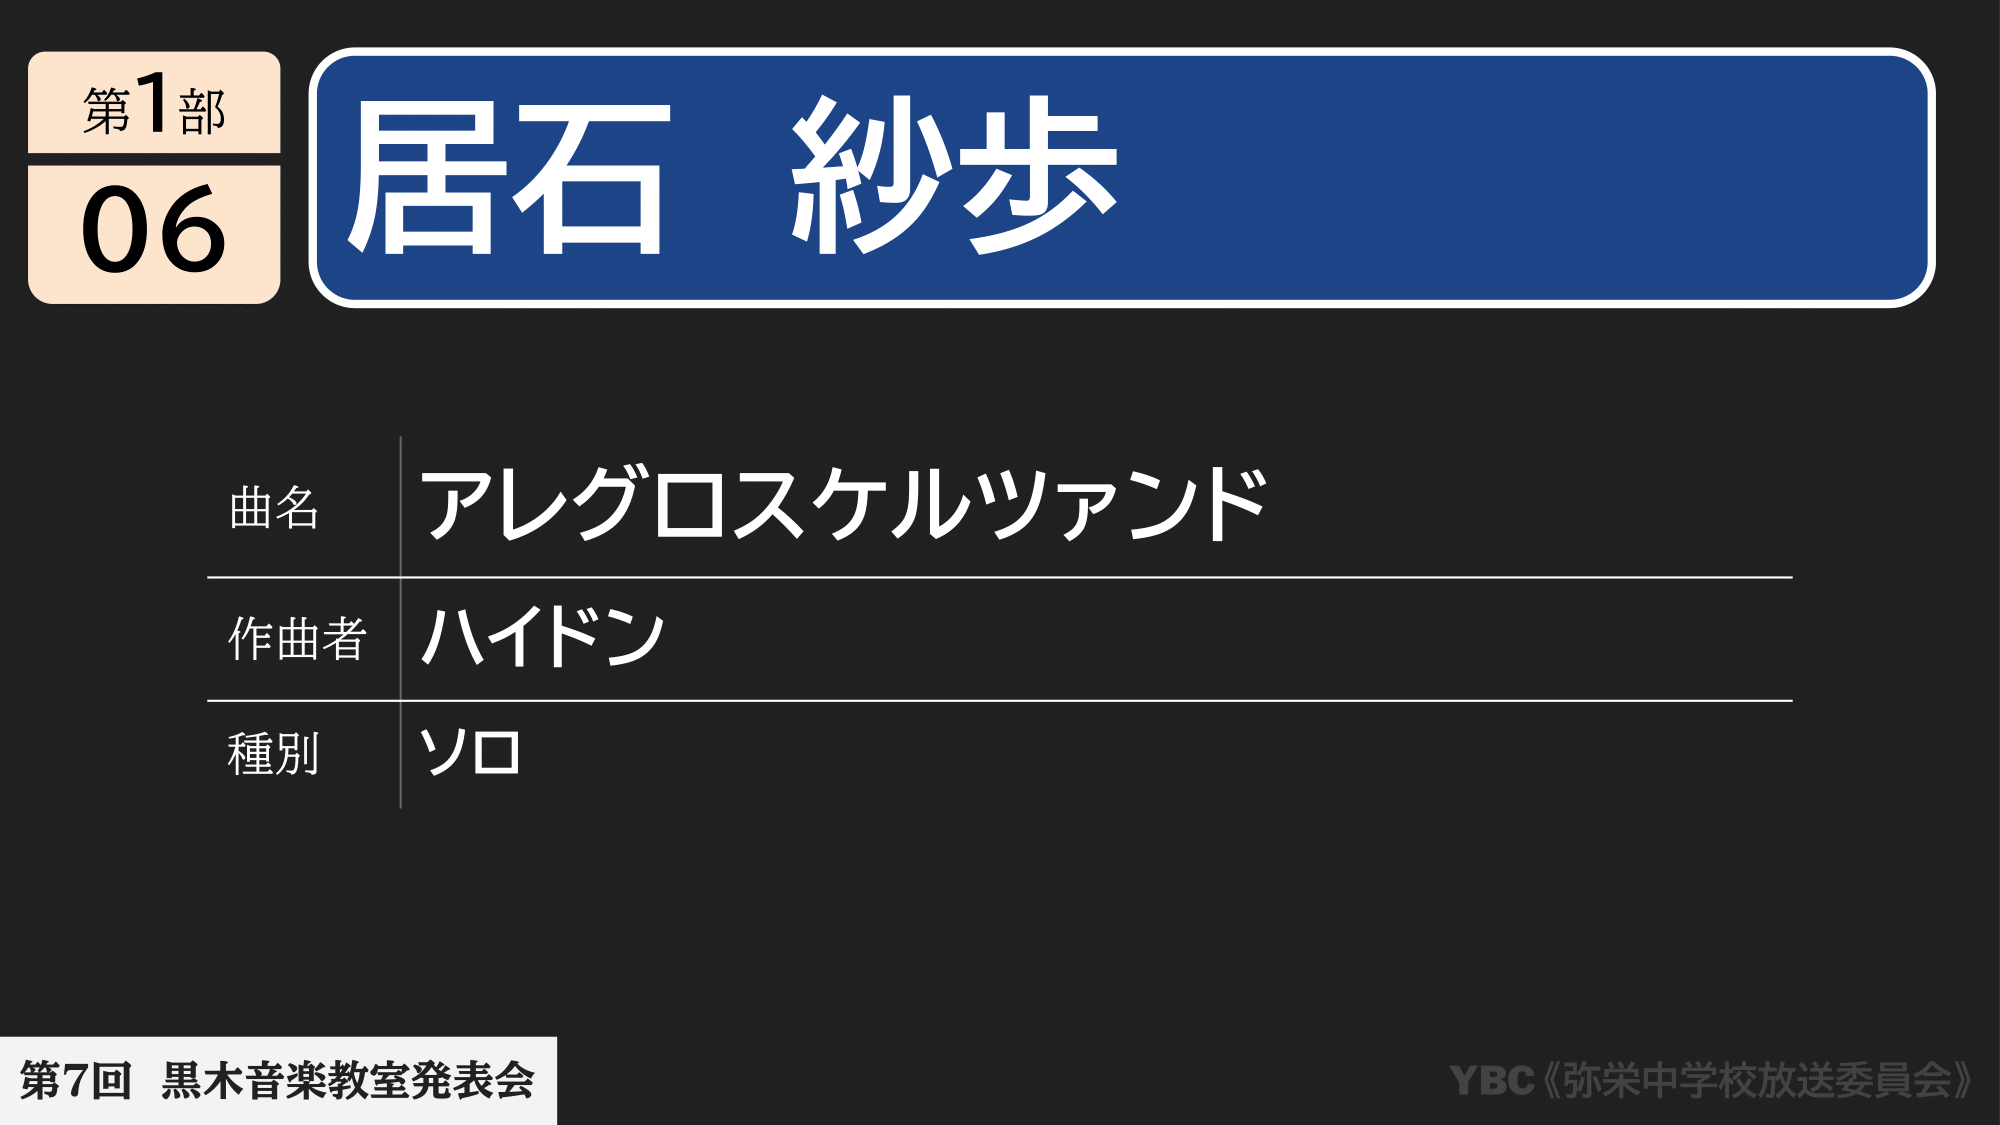 第1部
06
居石 紗歩
曲名
アレグロスケルツァンド
作曲者
ハイドン
種別
ソロ
第7回 黒木音楽教室発表会
YBC《弥栄中学校放送委員会》